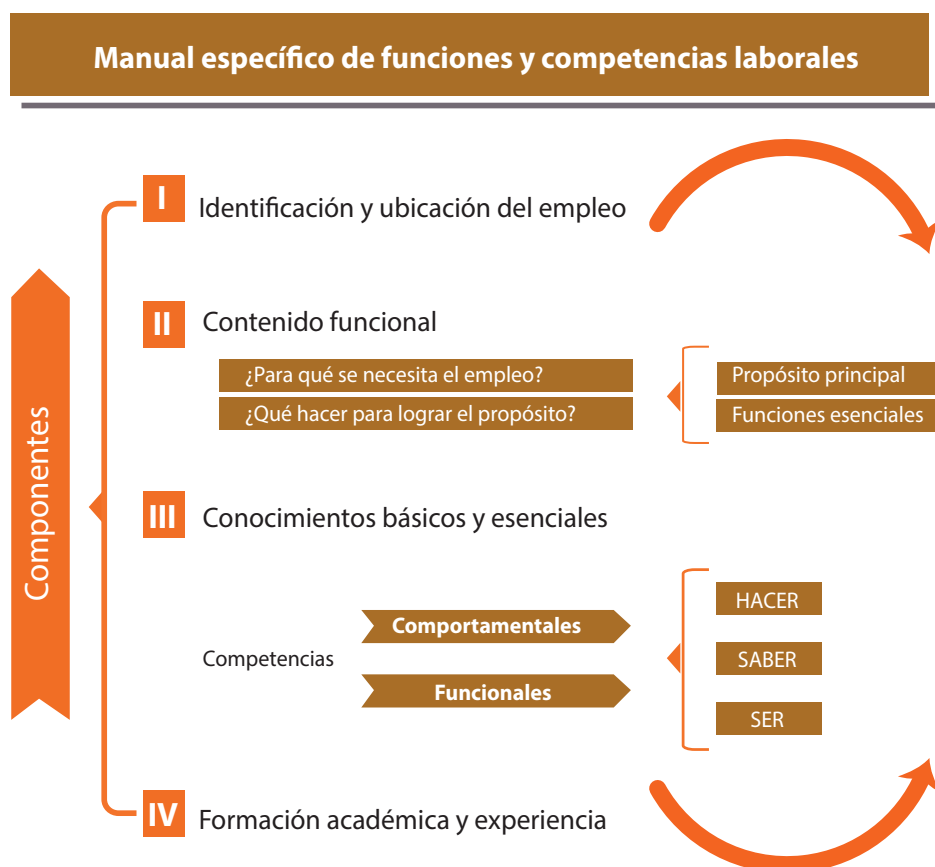 Manual específico de funciones y competencias laborales
Componentes
I
Identificación y ubicación del empleo
II
Contenido funcional
¿Para qué se necesita el empleo?
¿Qué hacer para lograr el propósito?
Propósito principal
Funciones esenciales
III
Conocimientos básicos y esenciales
Competencias
Comportamentales
Funcionales
HACER
SABER
SER
IV
Formación académica y experiencia